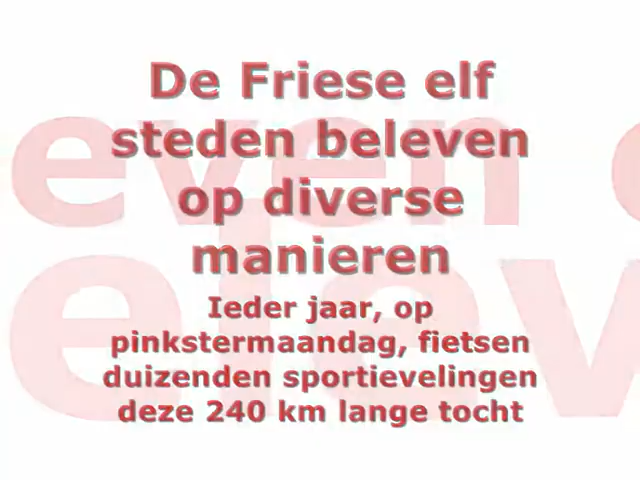 De Friese elf
steden beleven
op diverse
manieren
Ieder jaar, op
pinkstermaandag, fietsen
duizenden sportievelingen
deze 240 km lange tocht